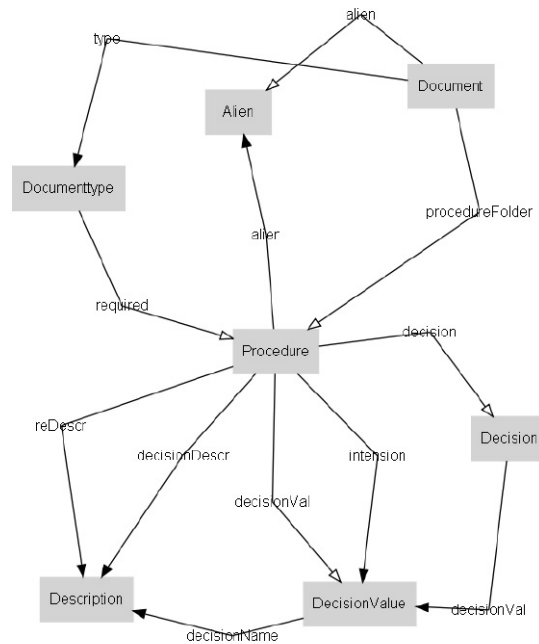 alien
type
Document
Alien
Documenttype
procedureFolder
alien
required
decision
Procedure
reDescr
Decision
decisionDescr
intension
decisionVal
Description
DecisionValue
decisionVal
decisionName